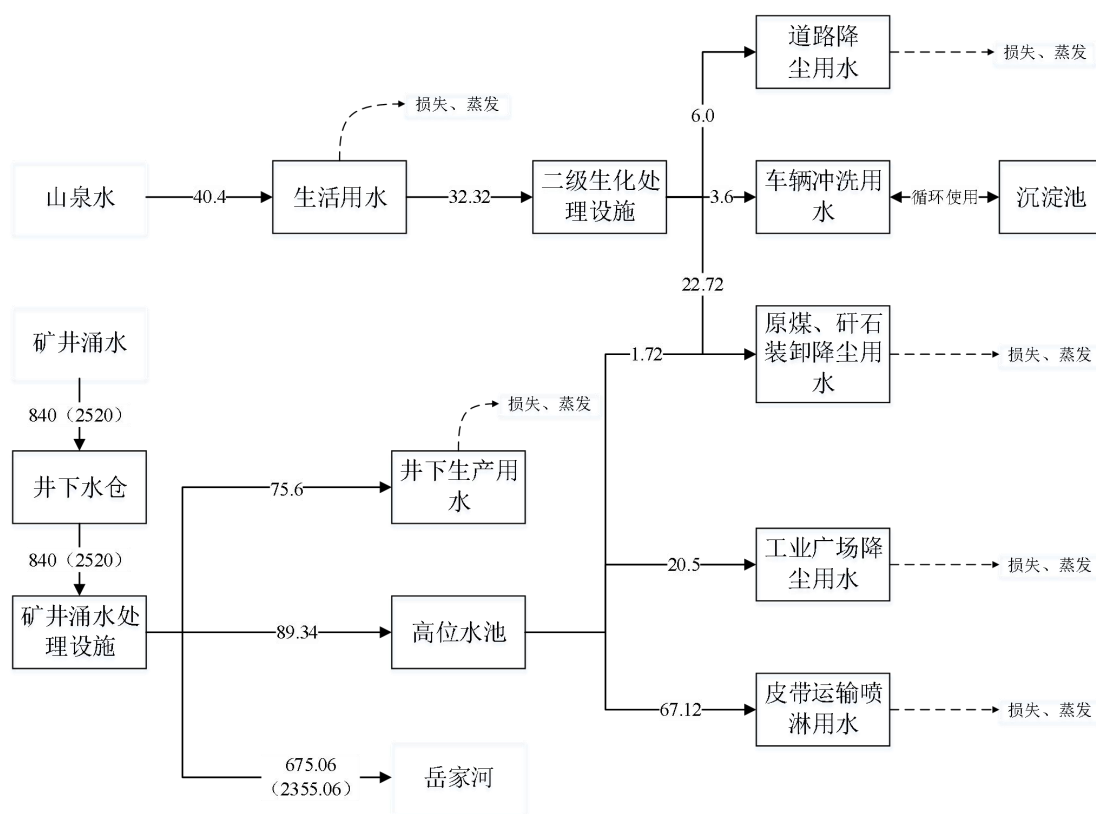 道路降
尘用水
损失、蒸发
损失、蒸发
6.0
山泉水
40.4
生活用水
32.32
二级生化处
理设施
3.6
车辆冲洗用
水
循环使用
沉淀池
22.72
矿井涌水
原煤、矸石
装卸降尘用
水
1.72
损失、蒸发
840（2520）
损失、蒸发
井下水仓
75.6
井下生产用
水
840（2520）
20.5
工业广场降
尘用水
损失、蒸发
矿井涌水处
理设施
89.34
高位水池
67.12
皮带运输喷
淋用水
损失、蒸发
675.06
（2355.06）
岳家河